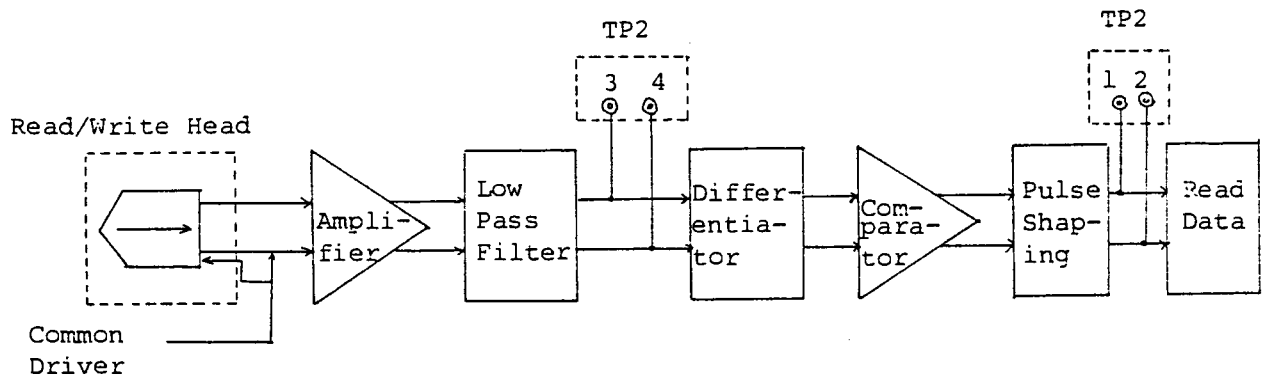 TP2
3 4
TP2
1 2
Read/Write Head
Ampli-
fier
Low
Pass
Filter
Differ-
entia-
tor
Com-
para-
tor
Pulse
Shap-
ing
Read
Data
Common
Driver